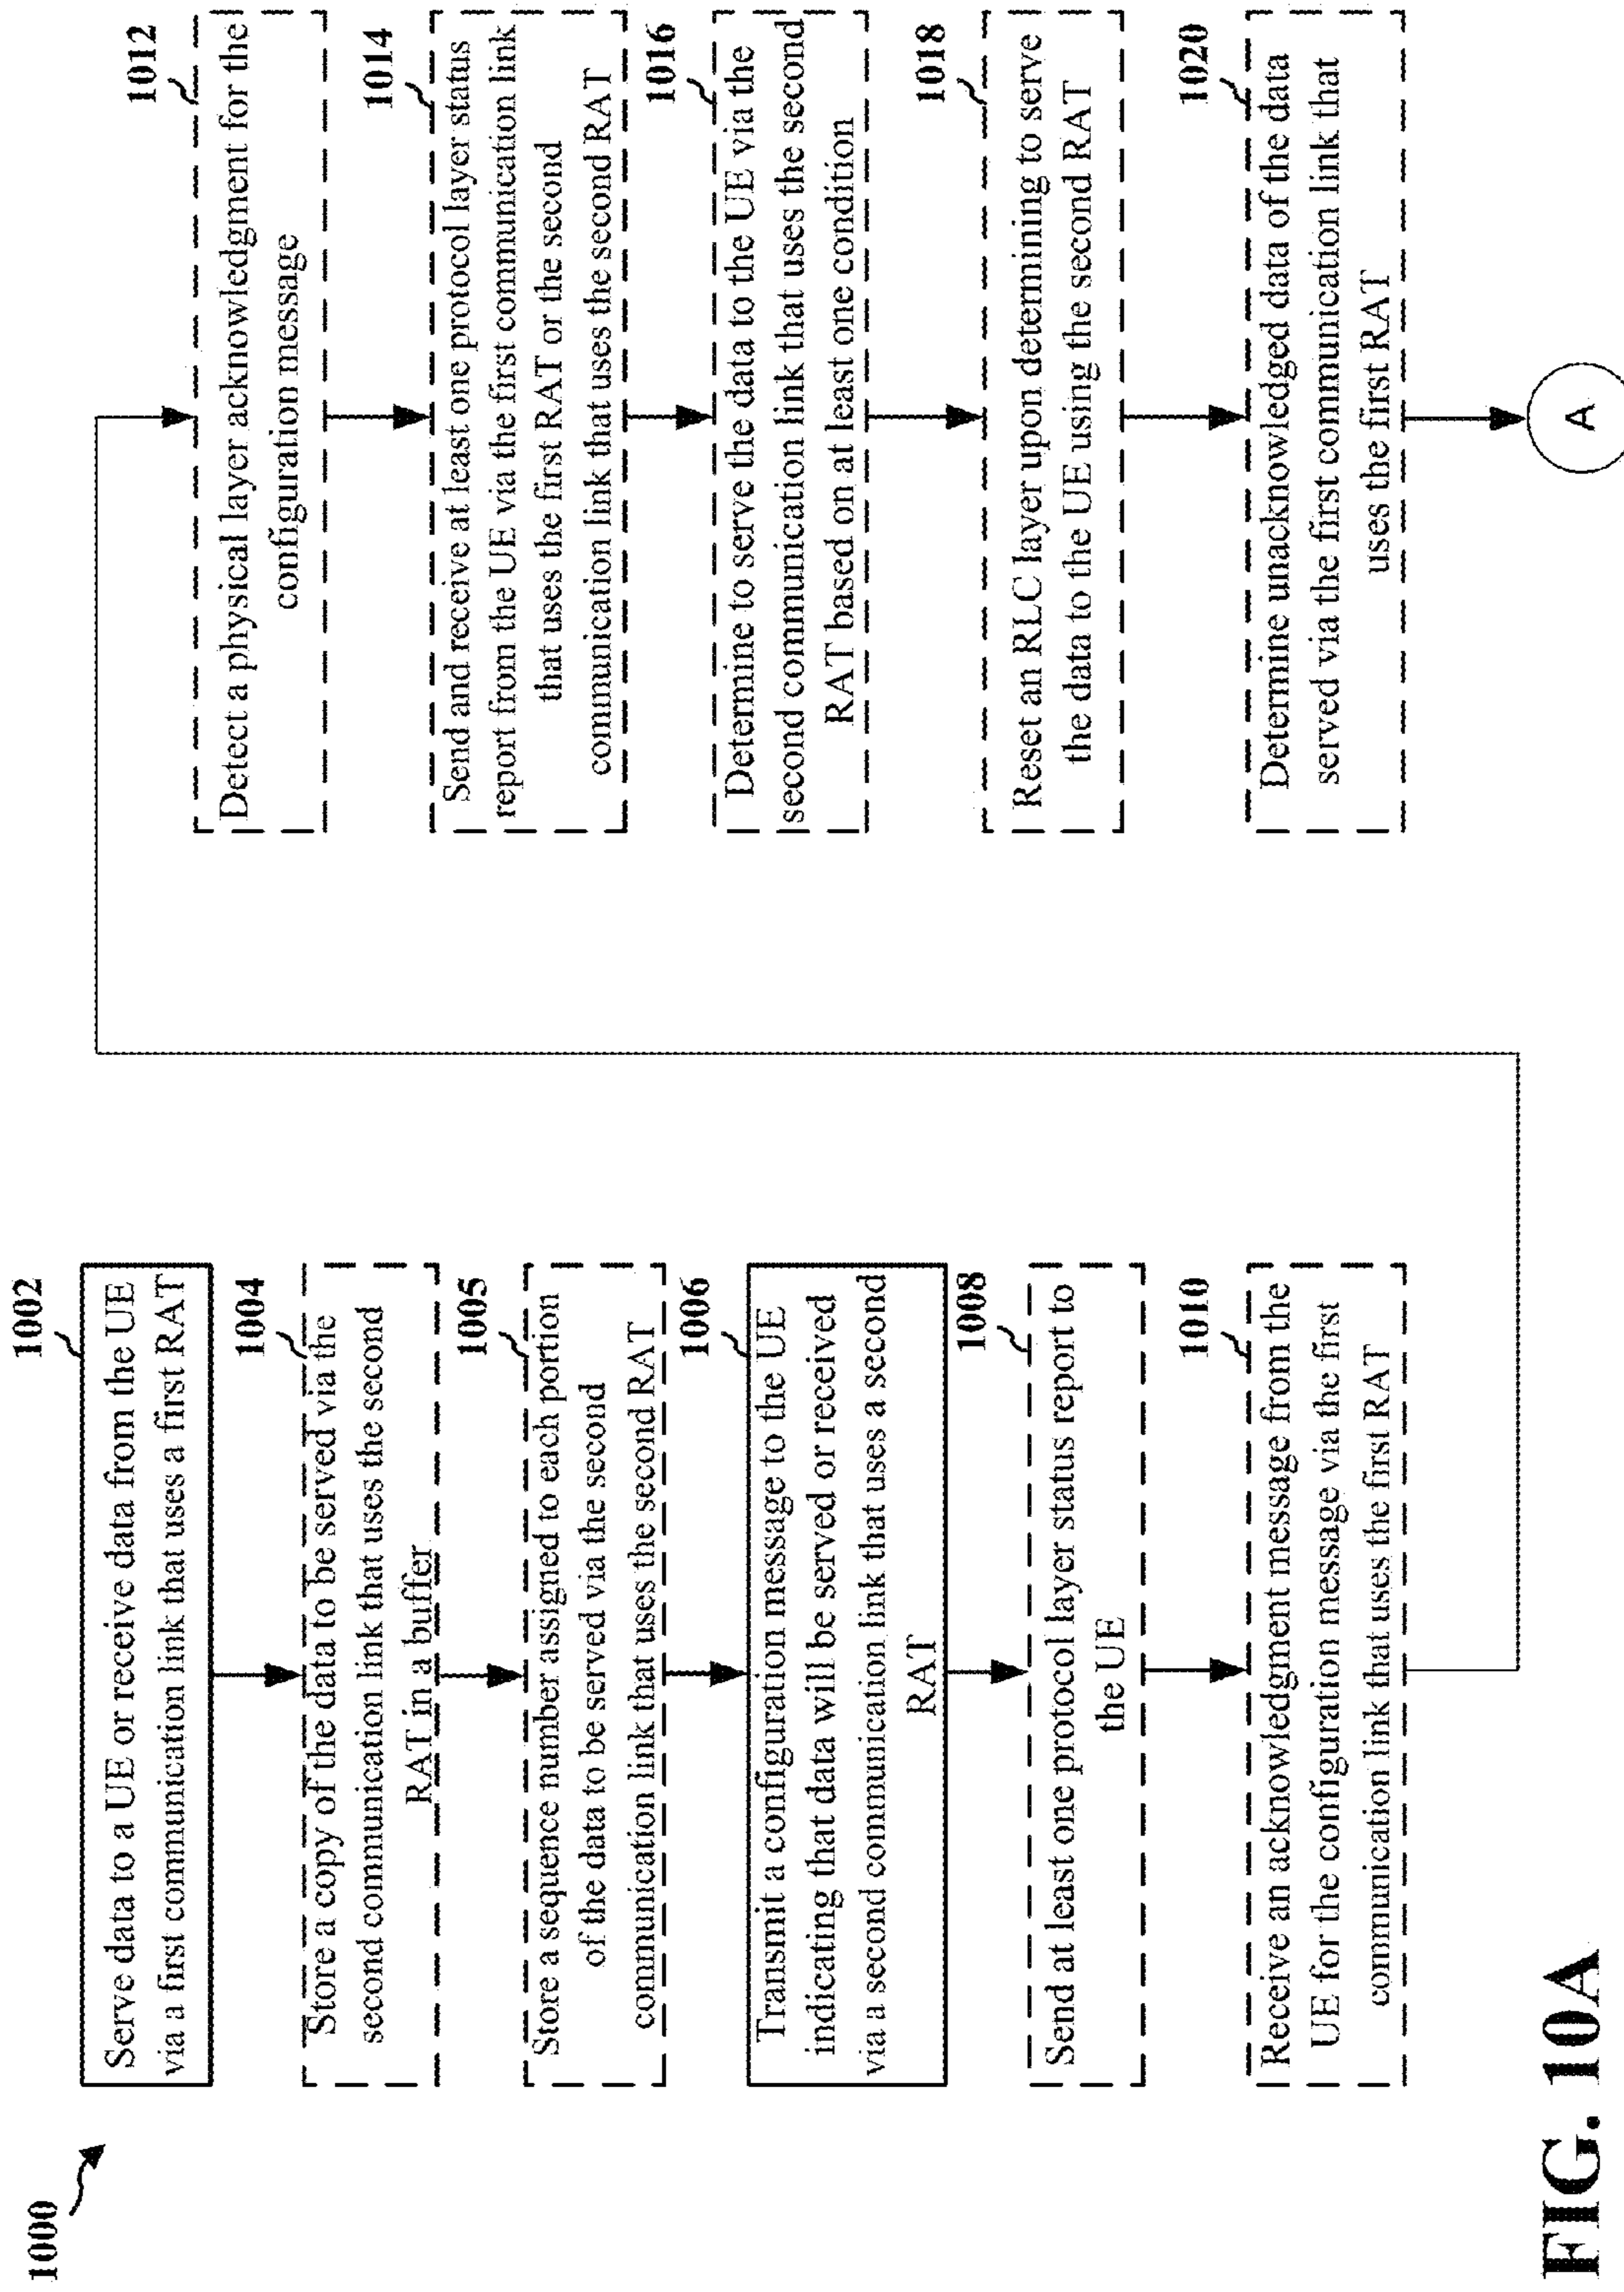 1000
1002
Serve data to a UE or receive data from the UE
via a first communication link that uses a first RAT
1004
Store a copy of the data to be served via the
second communication link that uses the second
RAT in a buffer
1005
Store a sequence number assigned to each portion
of the data to be served via the second
communication link that uses the second RAT
1006
Transmit a configuration message to the UE
indicating that data will be served or received
via a second communication link that uses a second
RAT
1008
Send at least one protocol layer status report to
the UE
1010
Receive an acknowledgment message from the
UE for the configuration message via the first
communication link that uses the first RAT
1012
Detect a physical layer acknowledgment for the
configuration message
1014
Send and receive at least one protocol layer status
report from the UE via the first communication link
that uses the first RAT or the second
communication link that uses the second RAT
1016
Determine to serve the data to the UE via the
second communication link that uses the second
RAT based on at least one condition
1018
Reset an RLC layer upon determining to serve
the data to the UE using the second RAT
1020
Determine unacknowledged data of the data
served via the first communication link that
uses the first RAT
A
FIG. 10A